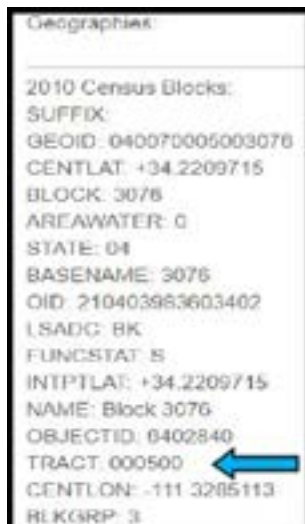 Geographies:
2010 Census Blocks:
SUFFIX:
GEOID: 040070005003076
CENTLAT: +34.2209715
BLOCK: 3076
AREAWATER: 0
STATE: 04
BASENAME: 3076
OID: 210403963603402
LSADC: BK
FUNCSTAT: S
INTPTLAT: +34.2209715
NAME: Block 3076
OBJECTID: 6402840
TRACT: 000500
CENTLON: -111.3285113
BLKGRP: 3